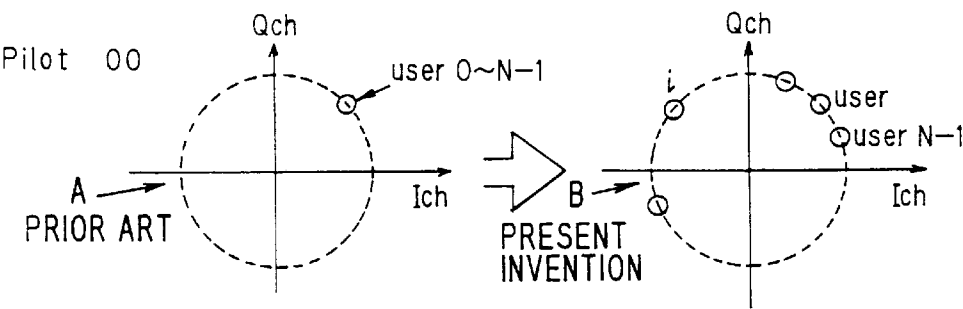 Pilot 00
Qch
user 0~N-1
Ich
A
PRIOR ART
Qch
i
user
user N-1
Ich
B
PRESENT
INVENTION